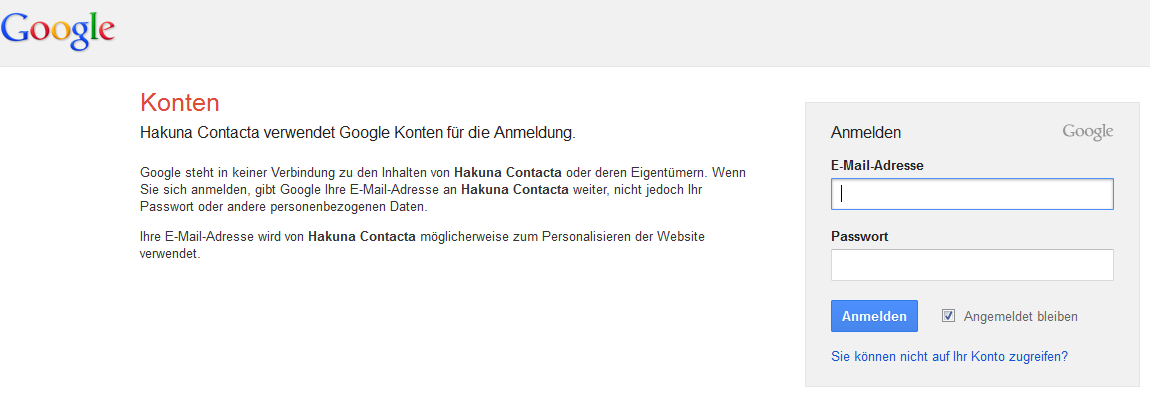 Google
Konten
Hakuna Contacta verwendet Google Konten für die Anmeldung.
Google steht in keiner Verbindung zu den Inhalten von Hakuna Contacta oder deren Eigentümern. Wenn
Sie sich anmelden, gibt Google Ihre E-Mail-Adresse an Hakuna Contacta weiter, nicht jedoch Ihr
Passwort oder andere personenbezogenen Daten.
Ihre E-Mail-Adresse wird von Hakuna Contacta möglicherweise zum Personalisieren der Website
verwendet.
Anmelden Google
E-Mail-Adresse
Passwort
Anmelden Angemeldet bleiben
Sie können nicht auf Ihr Konto zugreifen?